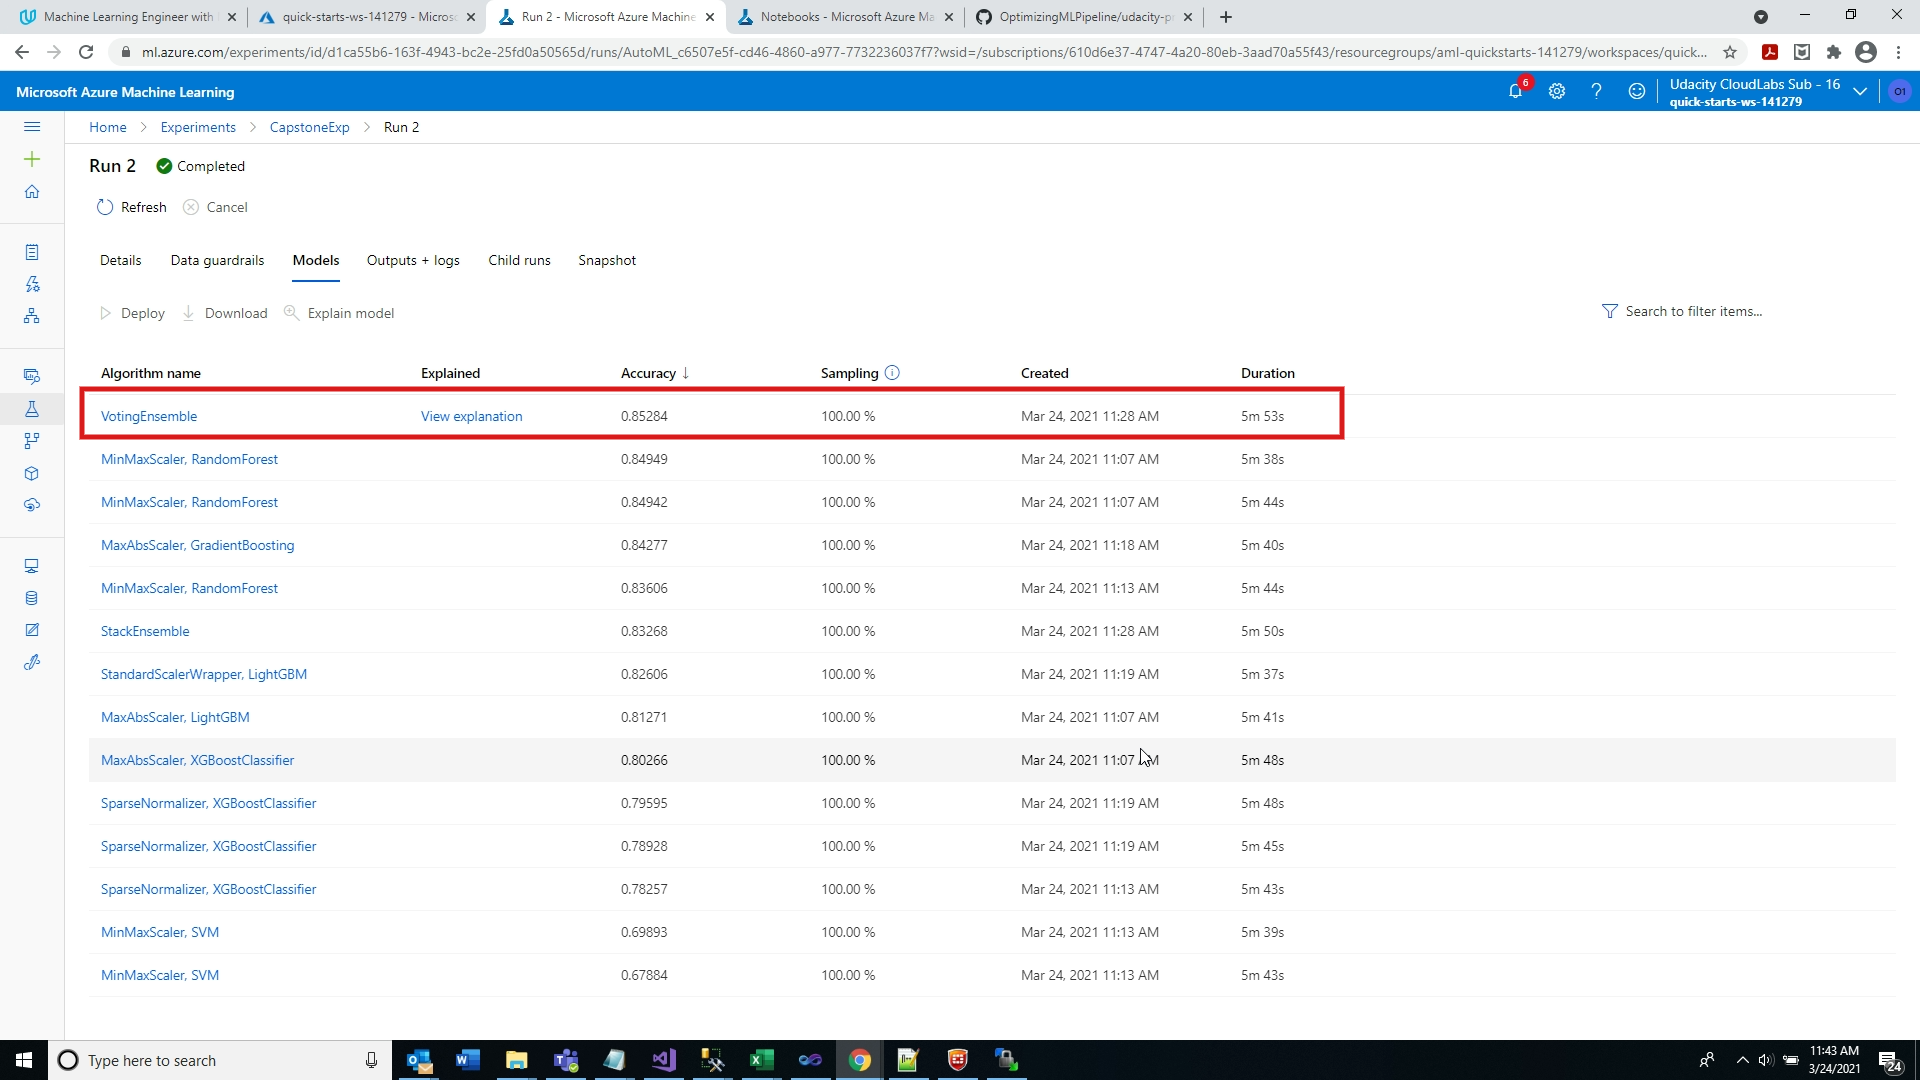 Machine Learning Engineer with
quick-starts-ws-141279 - Microso
Run 2 - Microsoft Azure Machine
Notebooks - Microsoft Azure Ma
OptimizingMLPipeline/udacity-p
ml.azure.com/experiments/id/d1ca55b6-163f-4943-bc2e-25fd0a50565d/runs/AutoML_c6507e5f-cd46-4860-a977-7732236037f7?wsid=/subscriptions/610d6e37-4747-4a20-80eb-3aad70a55f43/resourcegroups/aml-quickstarts-141279/workspaces/quick...
Microsoft Azure Machine Learning
6
Udacity CloudLabs Sub - 16
quick-starts-ws-141279
O1
Home > Experiments > CapstoneExp > Run 2
Run 2 Completed
Refresh Cancel
Details Data guardrails Models Outputs + logs Child runs Snapshot
Deploy Download Explain model Search to filter items...
Algorithm name Explained Accuracy ↓ Sampling Created Duration
VotingEnsemble View explanation 0.85284 100.00 % Mar 24, 2021 11:28 AM 5m 53s
MinMaxScaler, RandomForest 0.84949 100.00 % Mar 24, 2021 11:07 AM 5m 38s
MinMaxScaler, RandomForest 0.84942 100.00 % Mar 24, 2021 11:07 AM 5m 44s
MaxAbsScaler, GradientBoosting 0.84277 100.00 % Mar 24, 2021 11:18 AM 5m 40s
MinMaxScaler, RandomForest 0.83606 100.00 % Mar 24, 2021 11:13 AM 5m 44s
StackEnsemble 0.83268 100.00 % Mar 24, 2021 11:28 AM 5m 50s
StandardScalerWrapper, LightGBM 0.82606 100.00 % Mar 24, 2021 11:19 AM 5m 37s
MaxAbsScaler, LightGBM 0.81271 100.00 % Mar 24, 2021 11:07 AM 5m 41s
MaxAbsScaler, XGBoostClassifier 0.80266 100.00 % Mar 24, 2021 11:07 AM 5m 48s
SparseNormalizer, XGBoostClassifier 0.79595 100.00 % Mar 24, 2021 11:19 AM 5m 48s
SparseNormalizer, XGBoostClassifier 0.78928 100.00 % Mar 24, 2021 11:19 AM 5m 45s
SparseNormalizer, XGBoostClassifier 0.78257 100.00 % Mar 24, 2021 11:13 AM 5m 43s
MinMaxScaler, SVM 0.69893 100.00 % Mar 24, 2021 11:13 AM 5m 39s
MinMaxScaler, SVM 0.67884 100.00 % Mar 24, 2021 11:13 AM 5m 43s
Type here to search
11:43 AM
3/24/2021
24